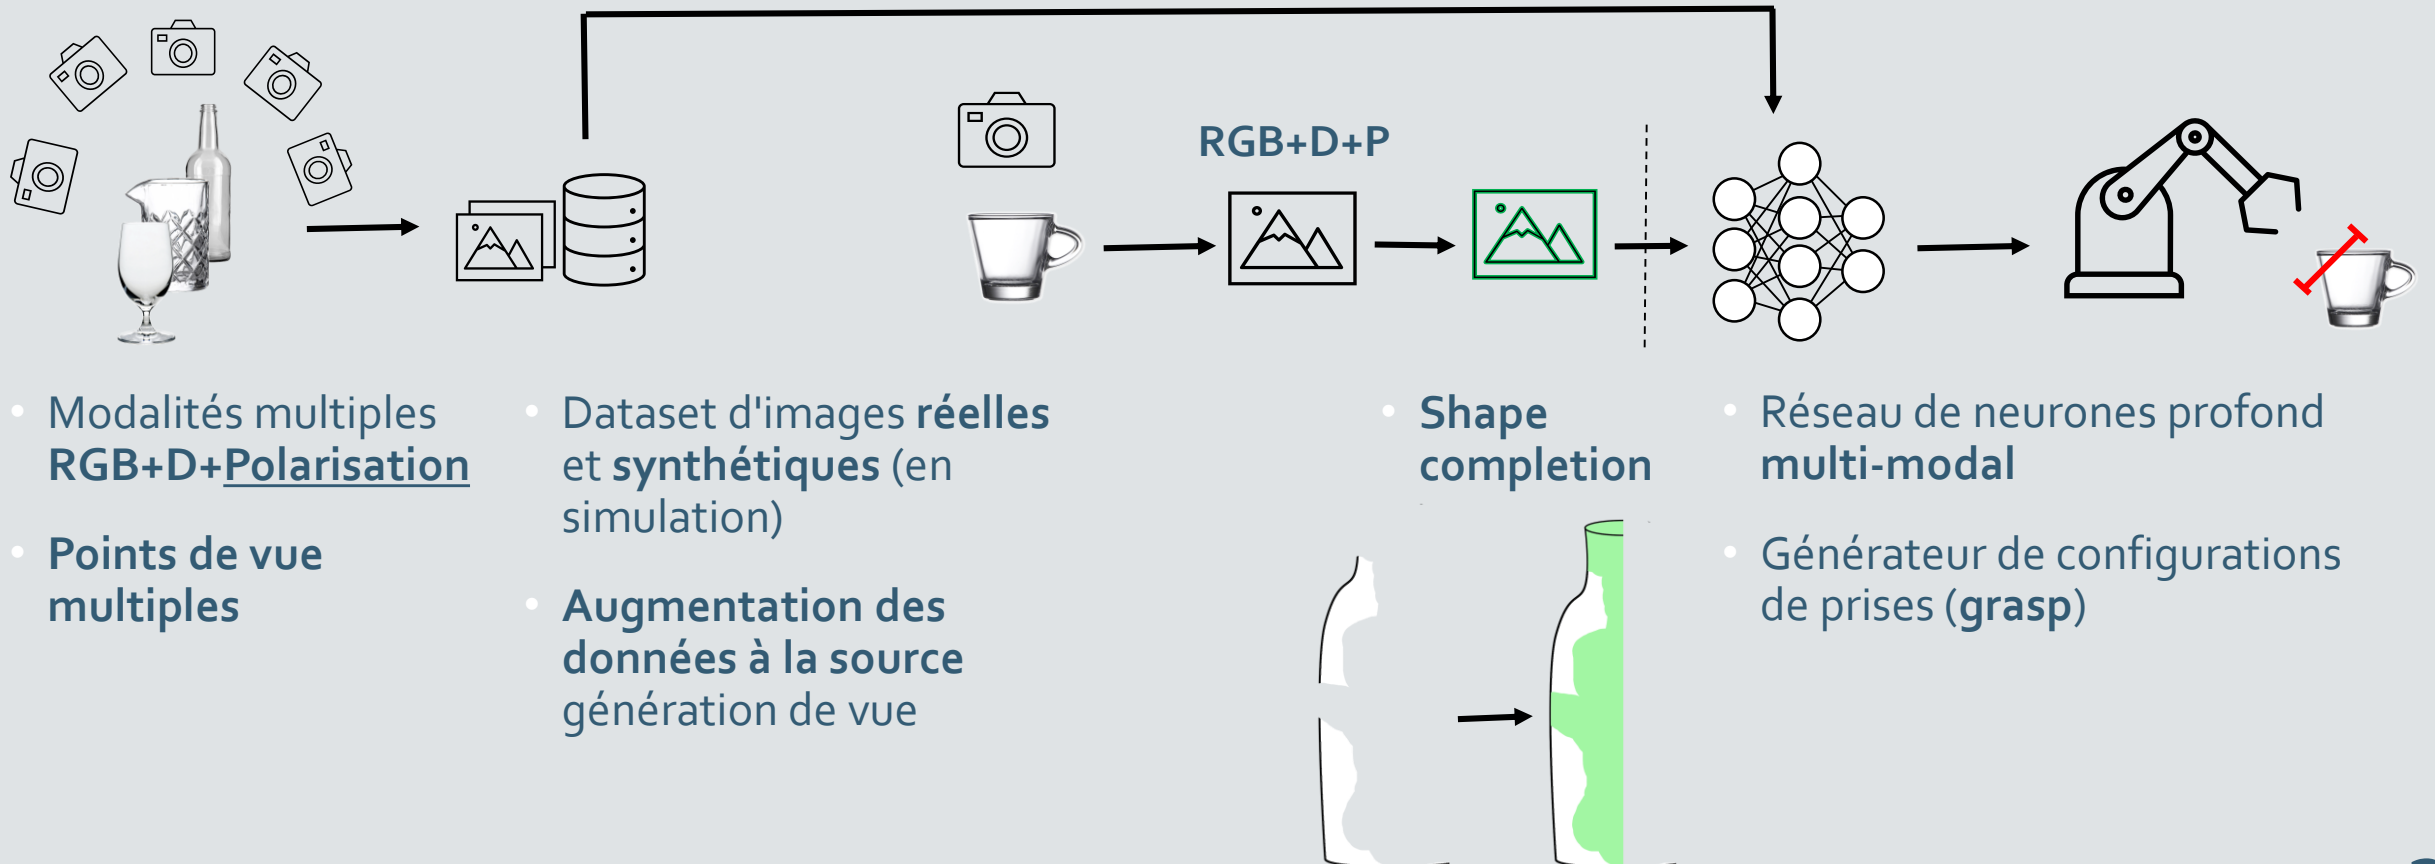 RGB+D+P
• Modalités multiples
RGB+D+Polarisation
• Points de vue
multiples
• Dataset d'images réelles
et synthétiques (en
simulation)
• Augmentation des
données à la source
génération de vue
• Shape
completion
• Réseau de neurones profond
multi-modal
• Générateur de configurations
de prises (grasp)